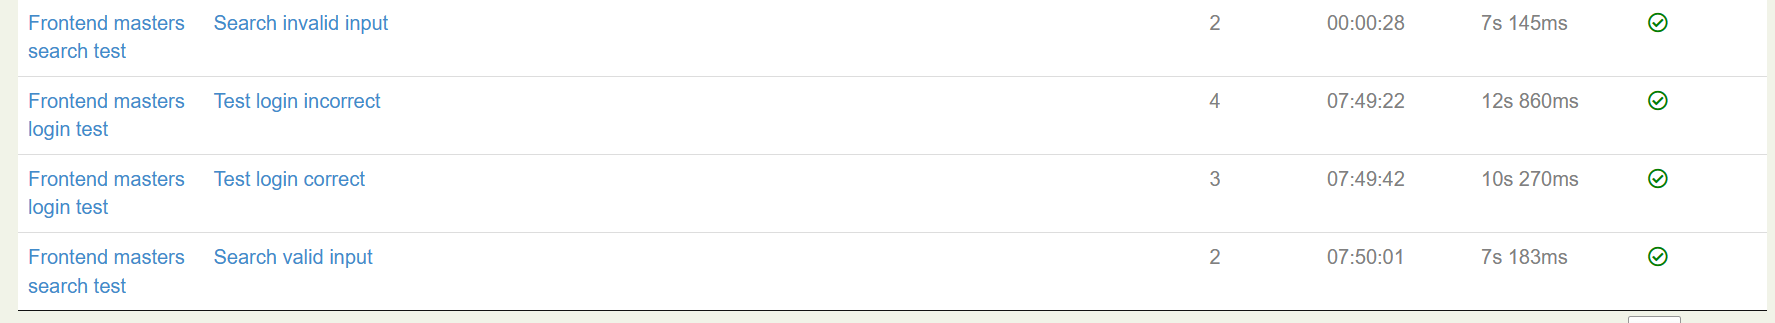 Frontend masters Search invalid input 2 00:00:28 7s 145ms
search test
Frontend masters Test login incorrect 4 07:49:22 12s 860ms
login test
Frontend masters Test login correct 3 07:49:42 10s 270ms
login test
Frontend masters Search valid input 2 07:50:01 7s 183ms
search test